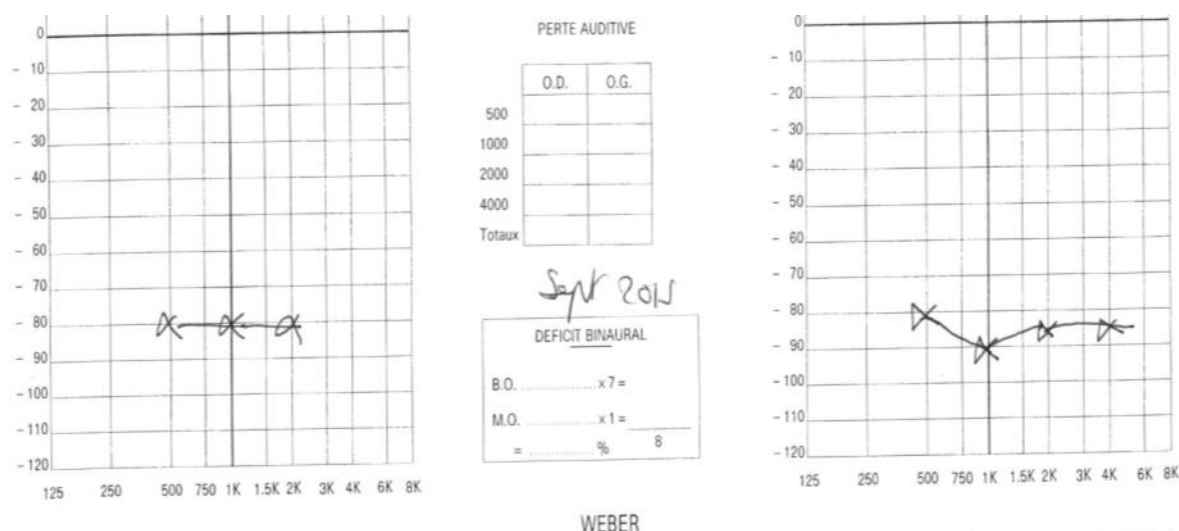 0
- 10
- 20
- 30
- 40
- 50
- 60
- 70
- 80
- 90
- 100
- 110
- 120
125 250 500 750 1K 1.5K 2K 3K 4K 6K 8K
PERTE AUDITIVE
O.D. O.G.
500
1000
2000
4000
Totaux
Sept 2015
DEFICIT BINAURAL
B.O. .................. x 7 =
M.O. .................. x 1 =
8
= .................. %
WEBER
0
- 10
- 20
- 30
- 40
- 50
- 60
- 70
- 80
- 90
- 100
- 110
- 120
125 250 500 750 1K 1.5K 2K 3K 4K 6K 8K